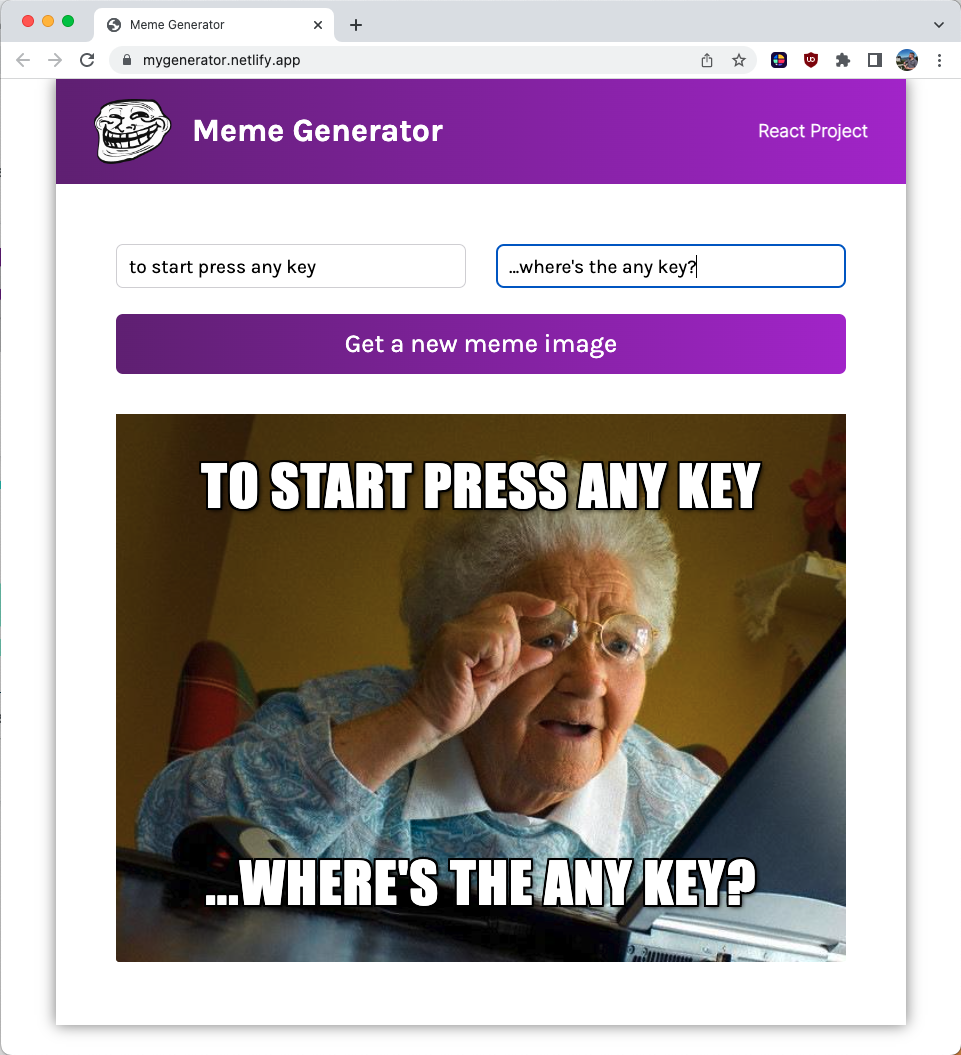 Meme Generator
mygenerator.netlify.app
Meme Generator
React Project
to start press any key
...where's the any key?
Get a new meme image
TO START PRESS ANY KEY
...WHERE'S THE ANY KEY?